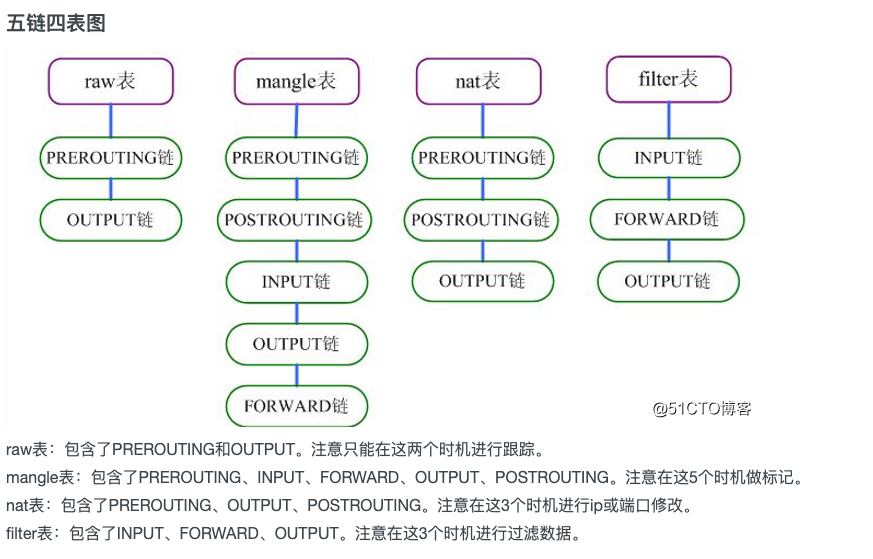 五链四表图
raw表
mangle表
nat表
filter表
PREROUTING链
PREROUTING链
PREROUTING链
INPUT链
OUTPUT链
POSTROUTING链
POSTROUTING链
FORWARD链
INPUT链
OUTPUT链
OUTPUT链
OUTPUT链
FORWARD链
@51CTO博客
raw表：包含了PREROUTING和OUTPUT。注意只能在这两个时机进行跟踪。
mangle表：包含了PREROUTING、INPUT、FORWARD、OUTPUT、POSTROUTING。注意在这5个时机做标记。
nat表：包含了PREROUTING、OUTPUT、POSTROUTING。注意在这3个时机进行ip或端口修改。
filter表：包含了INPUT、FORWARD、OUTPUT。注意在这3个时机进行过滤数据。